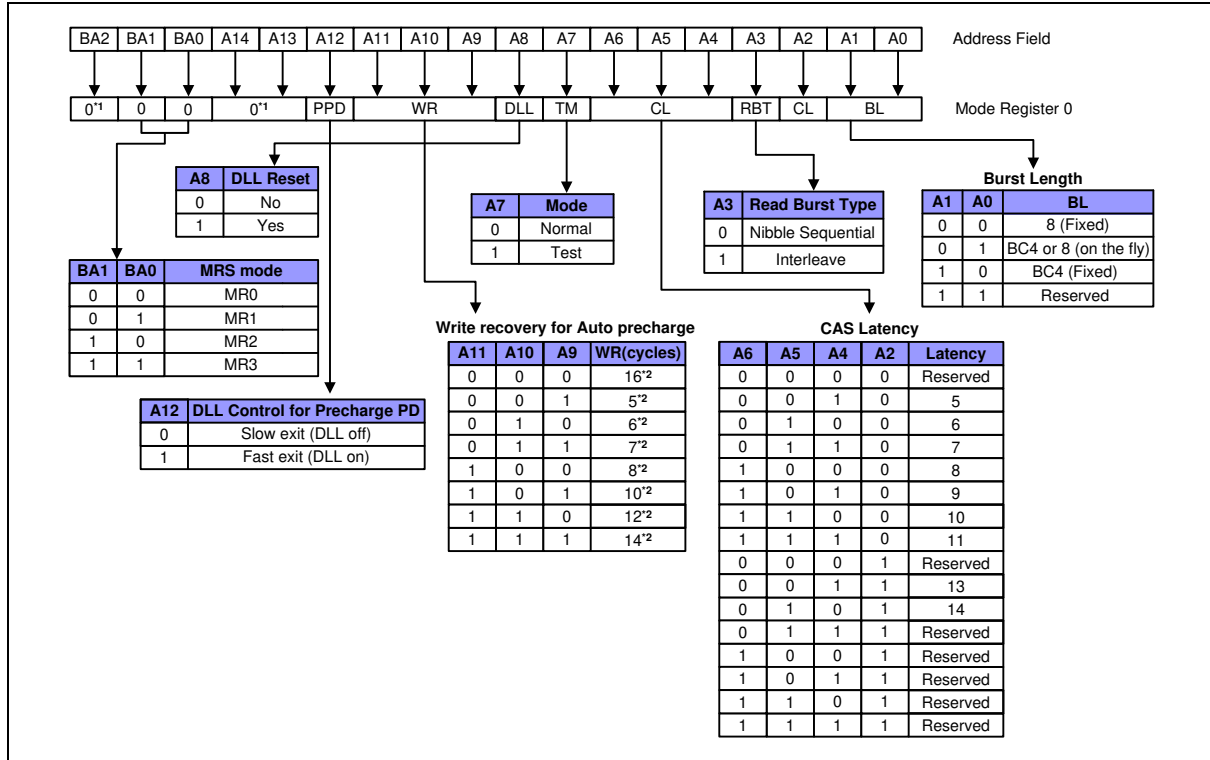 BA2 BA1 BA0 A14 A13 A12 A11 A10 A9 A8 A7 A6 A5 A4 A3 A2 A1 A0 Address Field
0*1 0 0 0*1 PPD WR DLL TM CL RBT CL BL Mode Register 0
A8 DLL Reset
0 No
1 Yes
A7 Mode
0 Normal
1 Test
A3 Read Burst Type
0 Nibble Sequential
1 Interleave
Burst Length
A1 A0 BL
0 0 8 (Fixed)
0 1 BC4 or 8 (on the fly)
1 0 BC4 (Fixed)
1 1 Reserved
BA1 BA0 MRS mode
0 0 MR0
0 1 MR1
1 0 MR2
1 1 MR3
A12 DLL Control for Precharge PD
0 Slow exit (DLL off)
1 Fast exit (DLL on)
Write recovery for Auto precharge
A11 A10 A9 WR(cycles)
0 0 0 16*2
0 0 1 5*2
0 1 0 6*2
0 1 1 7*2
1 0 0 8*2
1 0 1 10*2
1 1 0 12*2
1 1 1 14*2
CAS Latency
A6 A5 A4 A2 Latency
0 0 0 0 Reserved
0 0 1 0 5
0 1 0 0 6
0 1 1 0 7
1 0 0 0 8
1 0 1 0 9
1 1 0 0 10
1 1 1 0 11
0 0 0 1 Reserved
0 0 1 1 13
0 1 0 1 14
0 1 1 1 Reserved
1 0 0 1 Reserved
1 0 1 1 Reserved
1 1 0 1 Reserved
1 1 1 1 Reserved